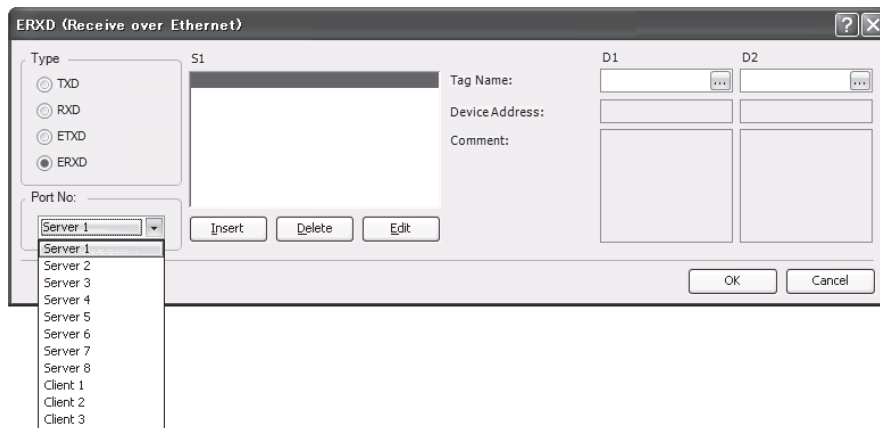 ERXD (Receive over Ethernet)
Type
TXD
RXD
ETXD
ERXD
Port No:
Server 1
Server 1
Server 2
Server 3
Server 4
Server 5
Server 6
Server 7
Server 8
Client 1
Client 2
Client 3
S1
Insert Delete Edit
D1 D2
Tag Name:
Device Address:
Comment:
OK Cancel